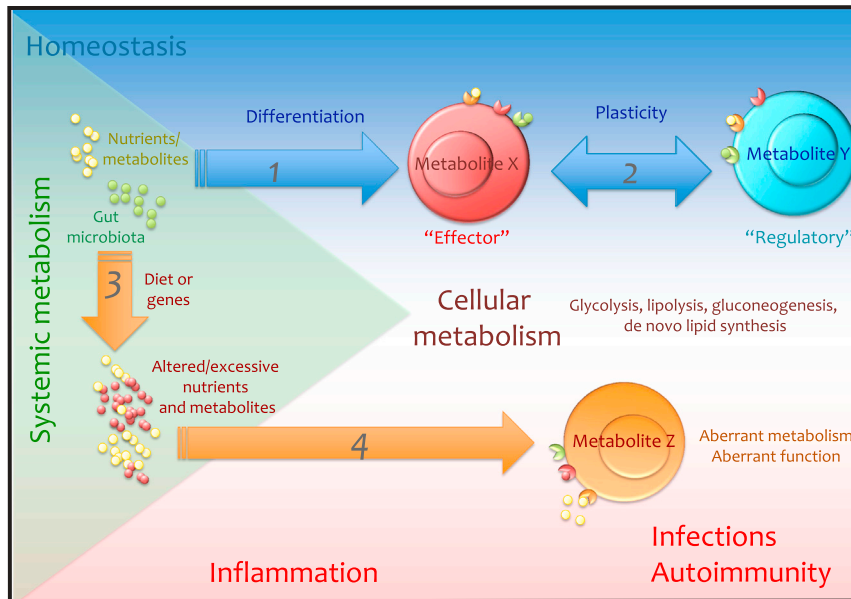 Homeostasis
Differentiation
Plasticity
Nutrients/
metabolites
1
Metabolite X
2
Metabolite Y
Gut
microbiota
"Effector"
"Regulatory"
Systemic metabolism
3
Diet or
genes
Cellular
metabolism
Glycolysis, lipolysis, gluconeogenesis,
de novo lipid synthesis
Altered/excessive
nutrients
and metabolites
4
Metabolite Z
Aberrant metabolism
Aberrant function
Inflammation
Infections
Autoimmunity